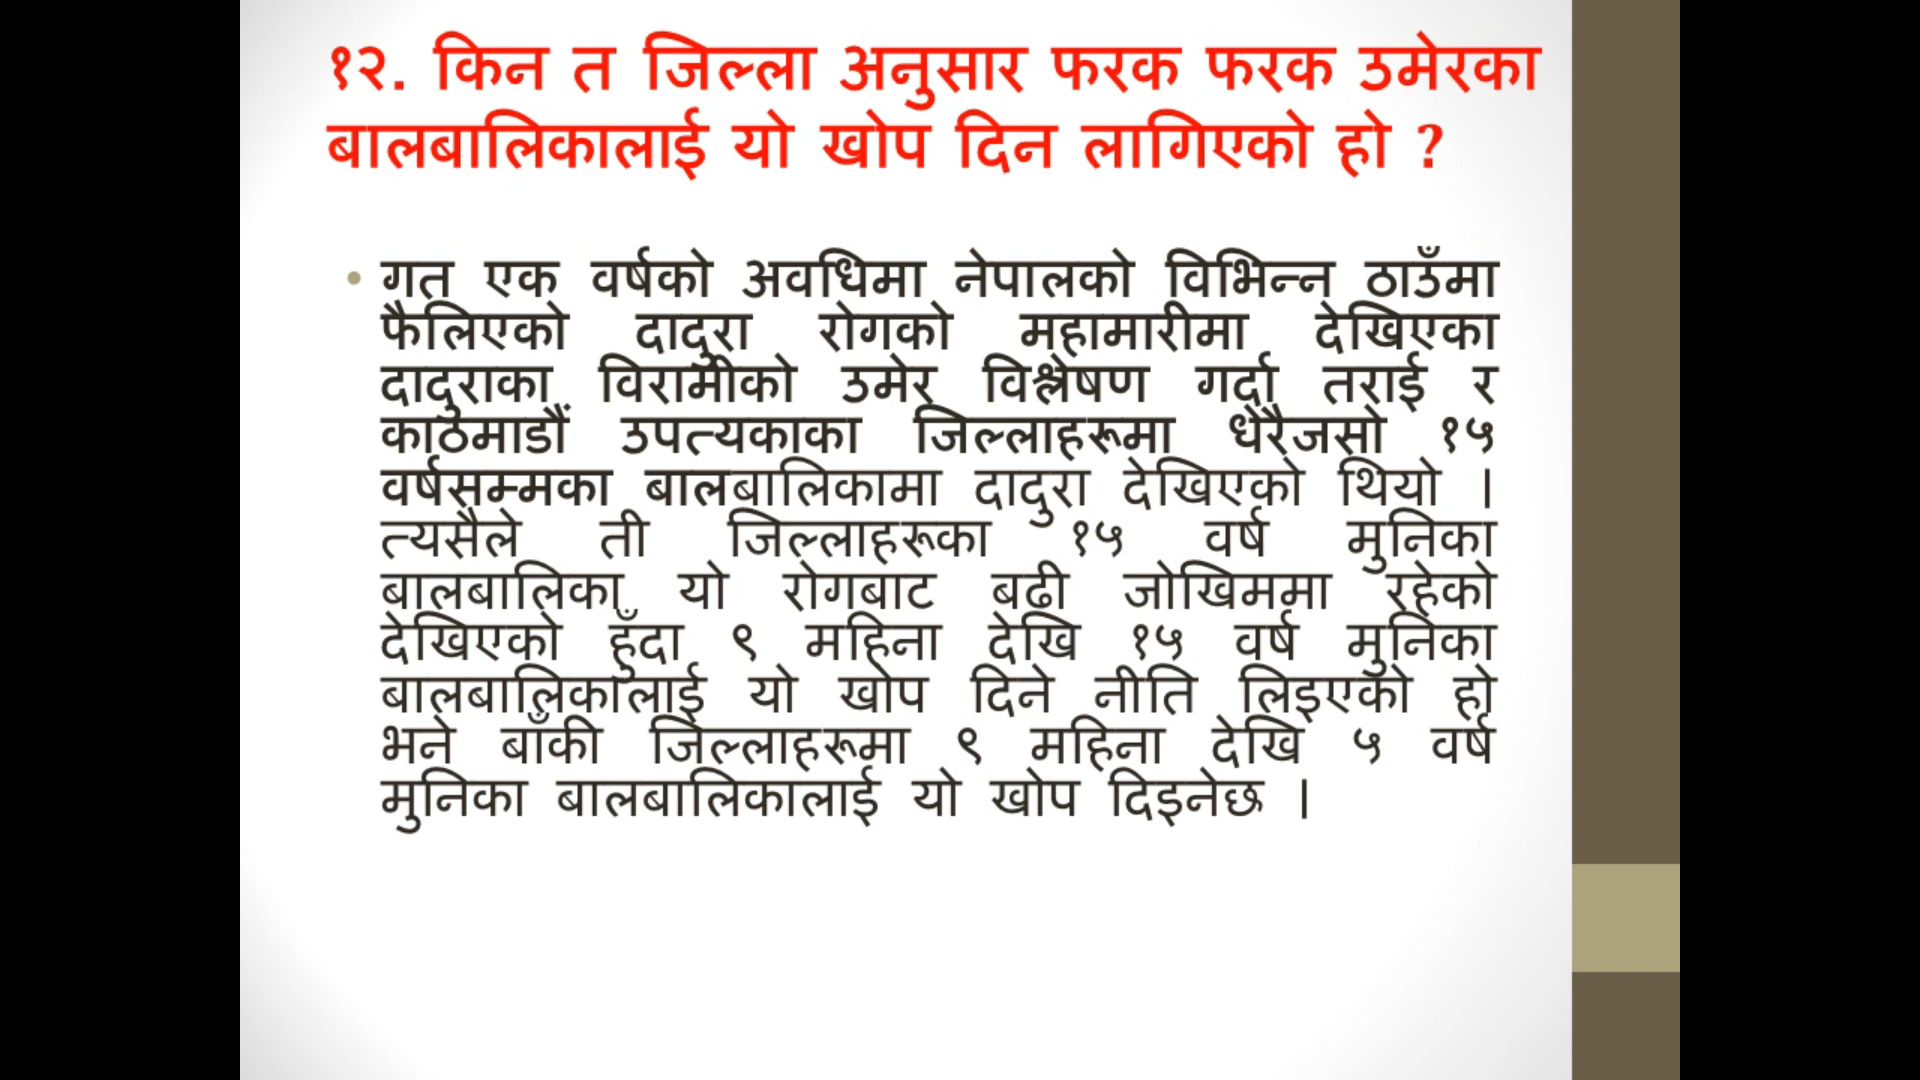 १२. किन त जिल्ला अनुसार फरक फरक उमेरका
बालबालिकालाई यो खोप दिन लागिएको हो ?
• गत एक वर्षको अवधिमा नेपालको विभिन्न ठाउँमा
फैलिएको दादुरा रोगको महामारीमा देखिएका
दादुराका विरामीको उमेर विश्लेषण गर्दा तराई र
काठमाडौं उपत्यकाका जिल्लाहरूमा धेरैजसो १५
वर्षसम्मका बालबालिकामा दादुरा देखिएको थियो ।
त्यसैले ती जिल्लाहरूका १५ वर्ष मुनिका
बालबालिका यो रोगबाट बढी जोखिममा रहेको
देखिएको हुँदा ९ महिना देखि १५ वर्ष मुनिका
बालबालिकालाई यो खोप दिने नीति लिइएको हो
भने बाँकी जिल्लाहरूमा ९ महिना देखि ५ वर्ष
मुनिका बालबालिकालाई यो खोप दिइनेछ ।